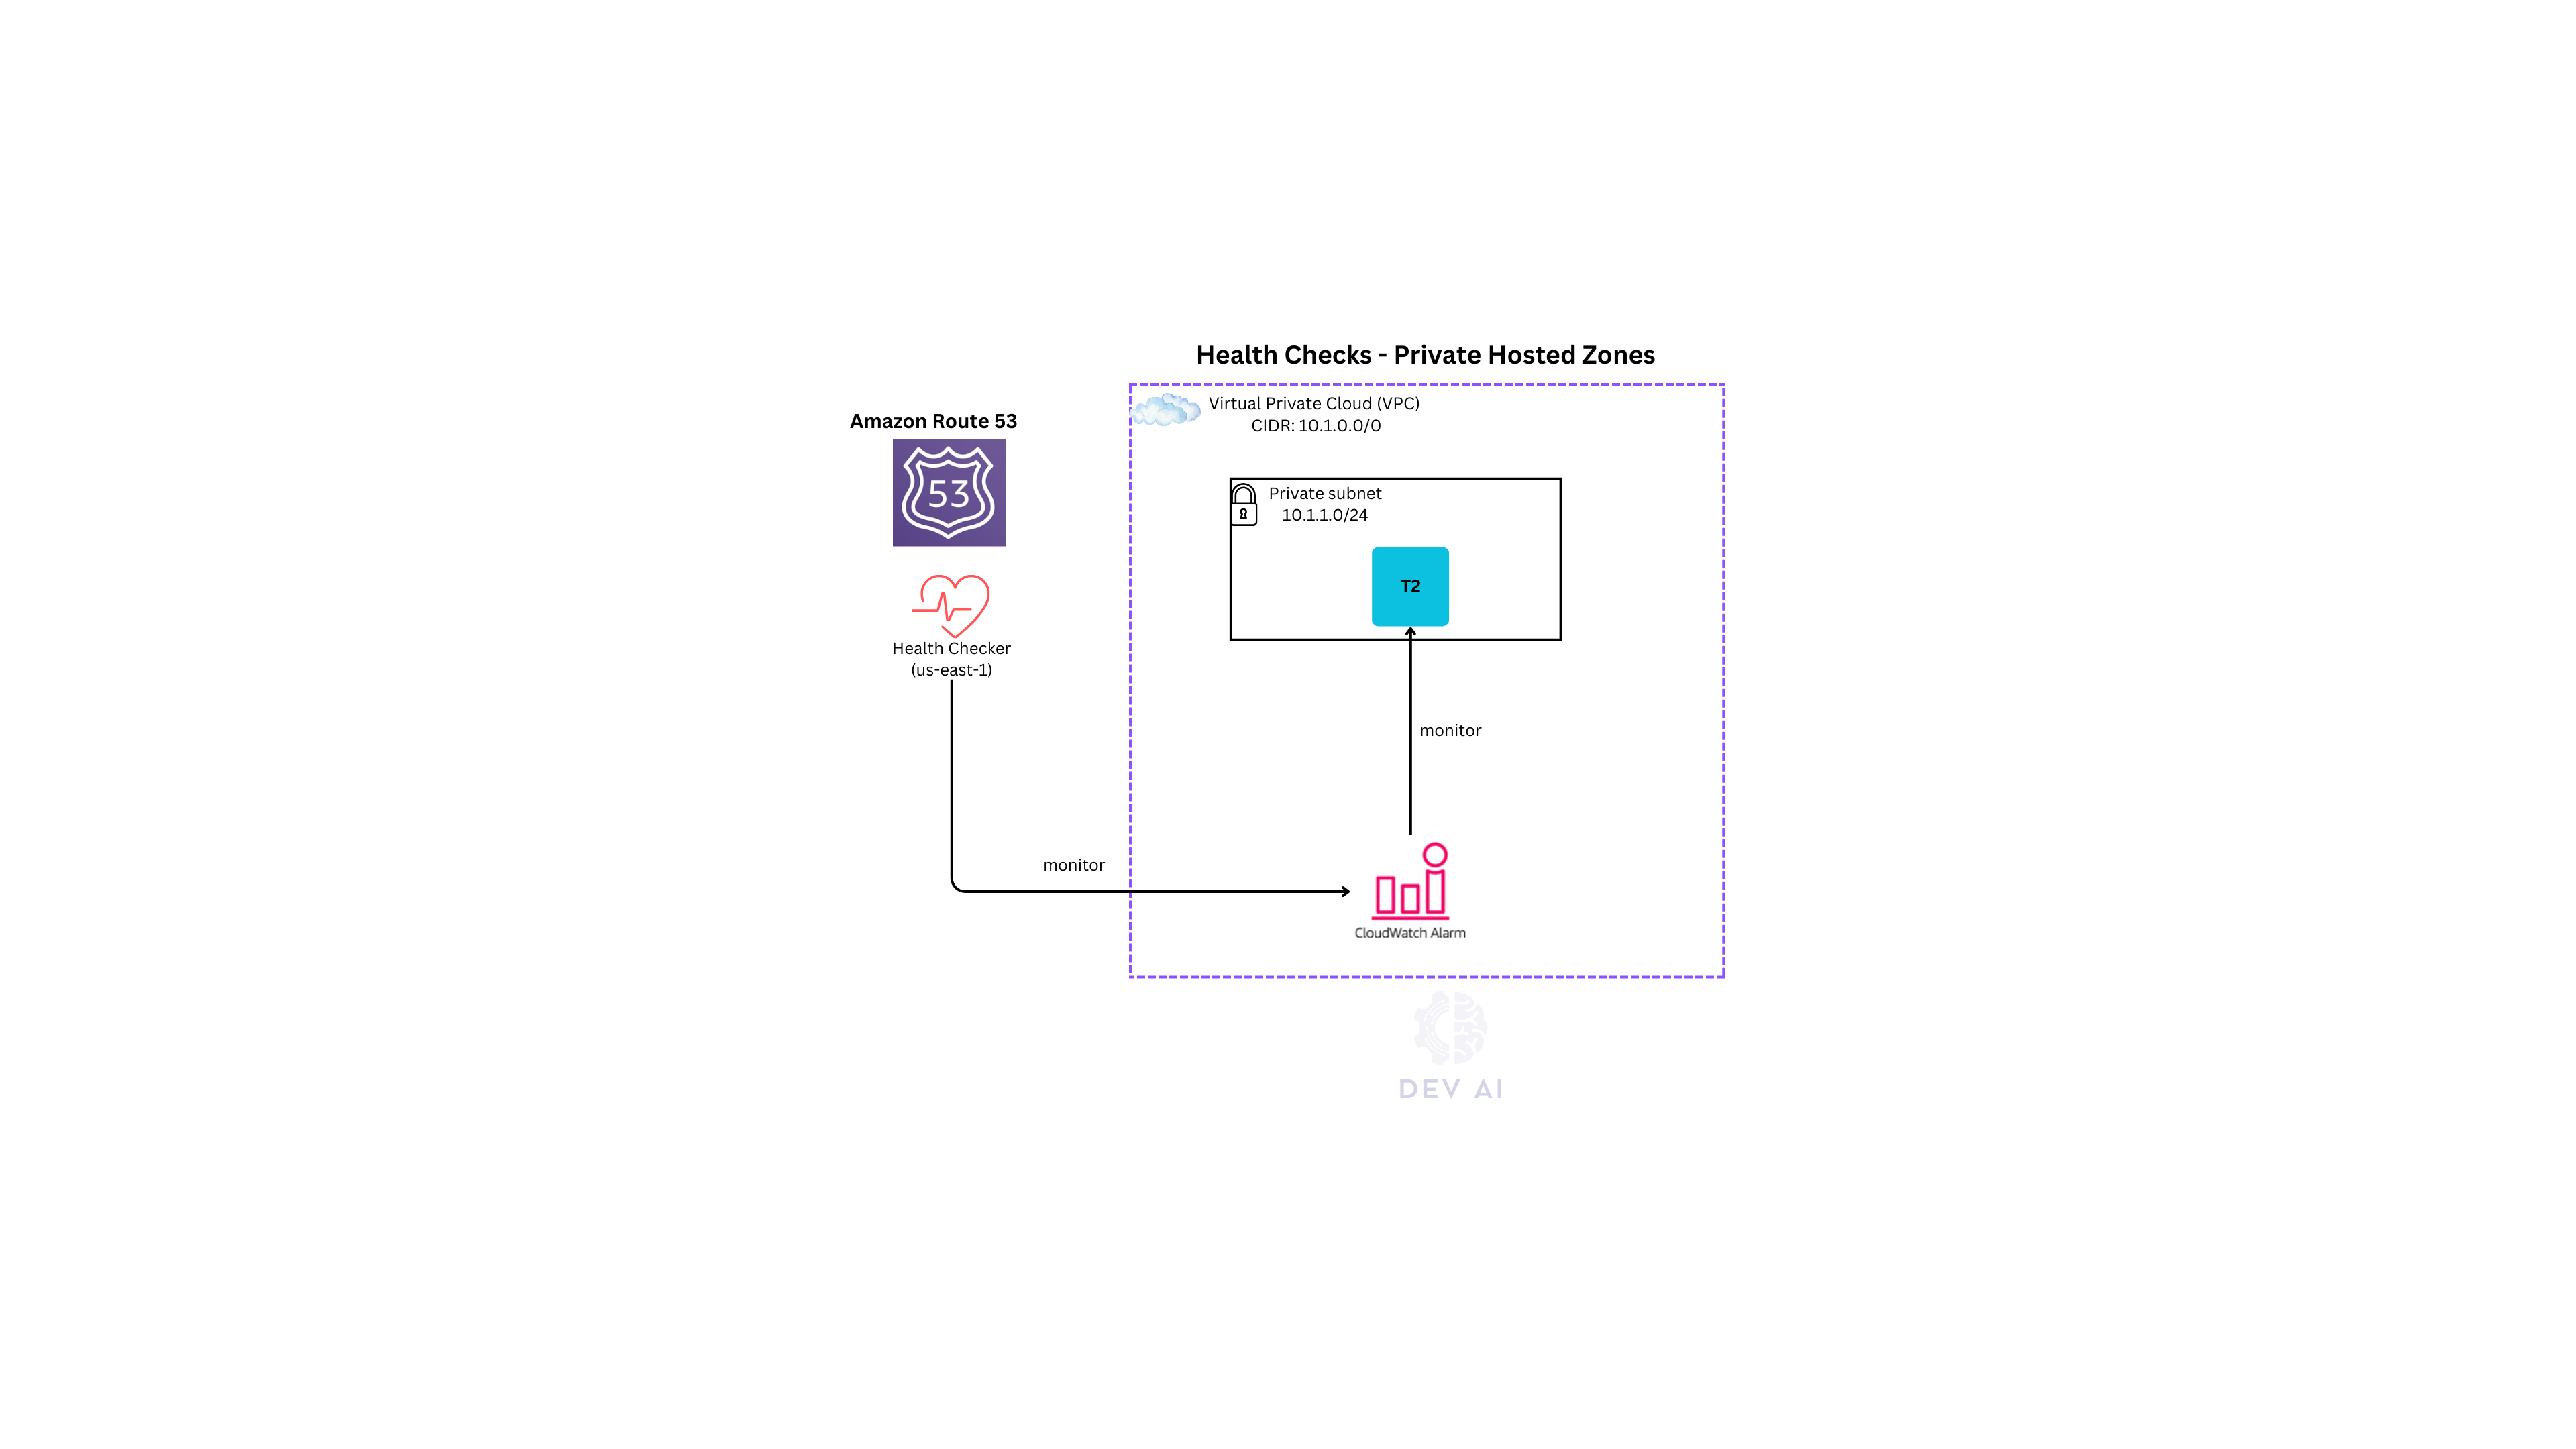 Health Checks - Private Hosted Zones
Amazon Route 53
53
Health Checker
(us-east-1)
monitor
Virtual Private Cloud (VPC)
CIDR: 10.1.0.0/0
Private subnet
10.1.1.0/24
T2
monitor
CloudWatch Alarm
DEV AI